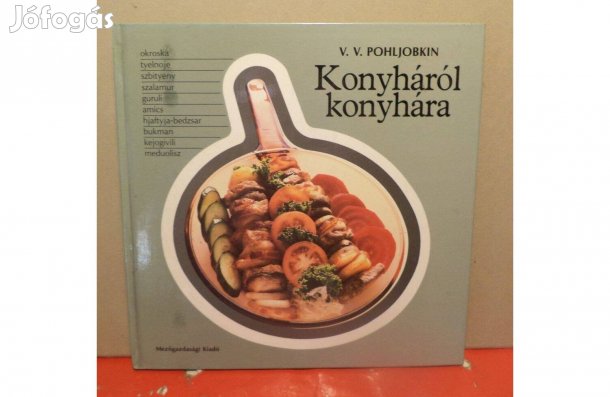 Jófogás
okroska
tyelnoje
szbityeny
szalamur
guruli
amics
hjaftyja-bedzsar
bukman
kejogivili
meduolisz
V. V. POHLJOBKIN
Konyháról
konyhára
Mezőgazdasági Kiadó